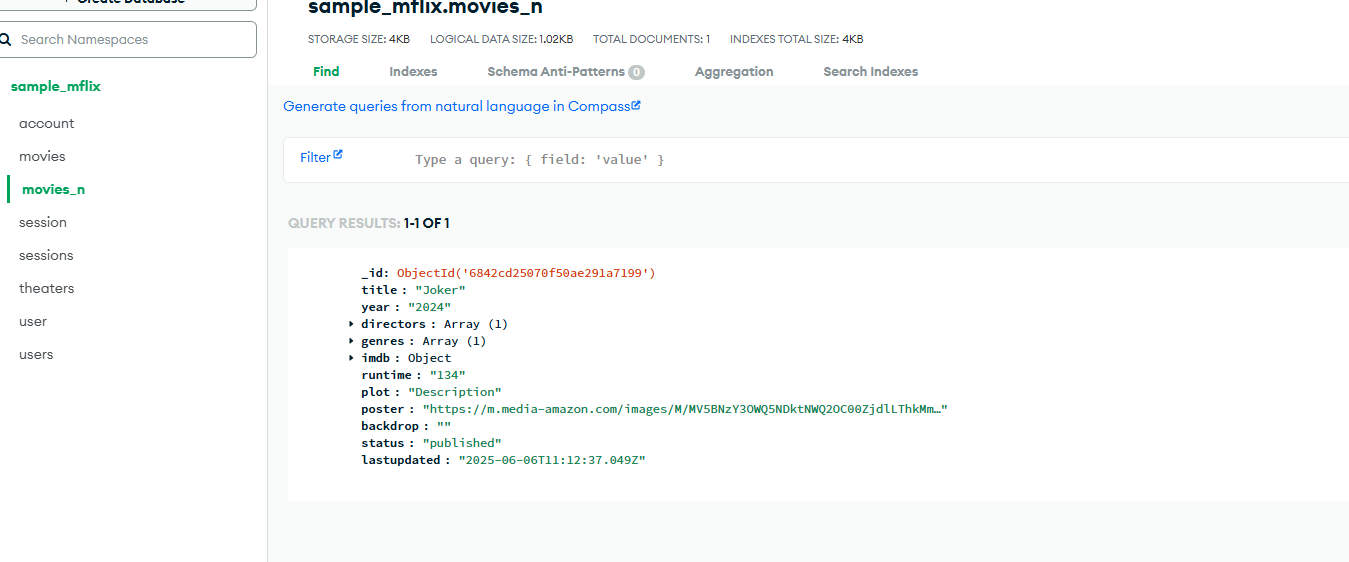 Create Database
Search Namespaces
sample_mflix
account
movies
movies_n
session
sessions
theaters
user
users
sample_mflix.movies_n
STORAGE SIZE: 4KB LOGICAL DATA SIZE: 1.02KB TOTAL DOCUMENTS: 1 INDEXES TOTAL SIZE: 4KB
Find Indexes Schema Anti-Patterns 0 Aggregation Search Indexes
Generate queries from natural language in Compass
Filter Type a query: { field: 'value' }
QUERY RESULTS: 1-1 OF 1
_id: ObjectId('6842cd25070f50ae291a7199')
title : "Joker"
year : "2024"
directors : Array (1)
genres : Array (1)
imdb : Object
runtime : "134"
plot : "Description"
poster : "https://m.media-amazon.com/images/M/MV5BNzY3OWQ5NDktNWQ2OC00ZjdlLThkMm…"
backdrop : ""
status : "published"
lastupdated : "2025-06-06T11:12:37.049Z"